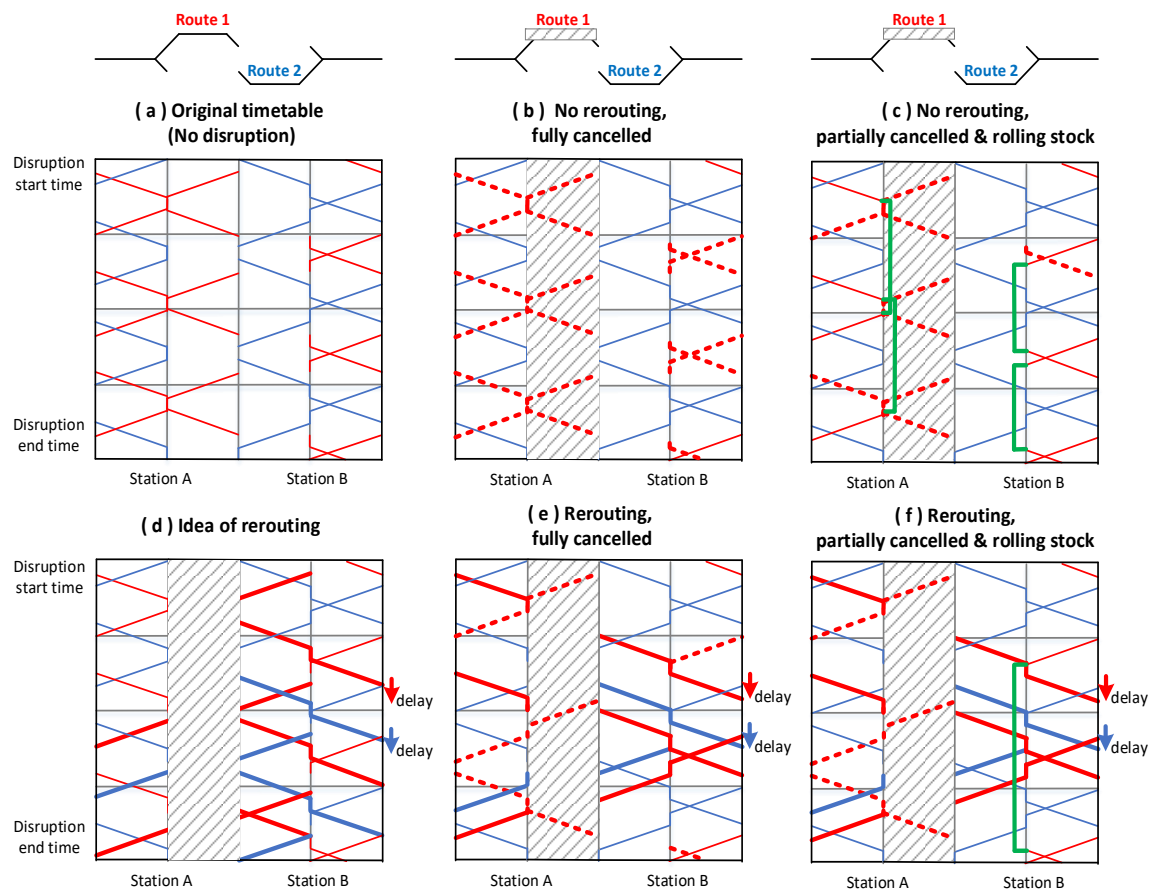 Route 1
Route 1
Route 1
Route 2
Route 2
Route 2
( a ) Original timetable
(No disruption)
( b ) No rerouting,
fully cancelled
( c ) No rerouting,
partially cancelled & rolling stock
Disruption
start time
Disruption
end time
Station A
Station B
Station A
Station B
Station A
Station B
( d ) Idea of rerouting
( e ) Rerouting,
fully cancelled
( f ) Rerouting,
partially cancelled & rolling stock
Disruption
start time
delay
delay
delay
delay
delay
delay
Disruption
end time
Station A
Station B
Station A
Station B
Station A
Station B